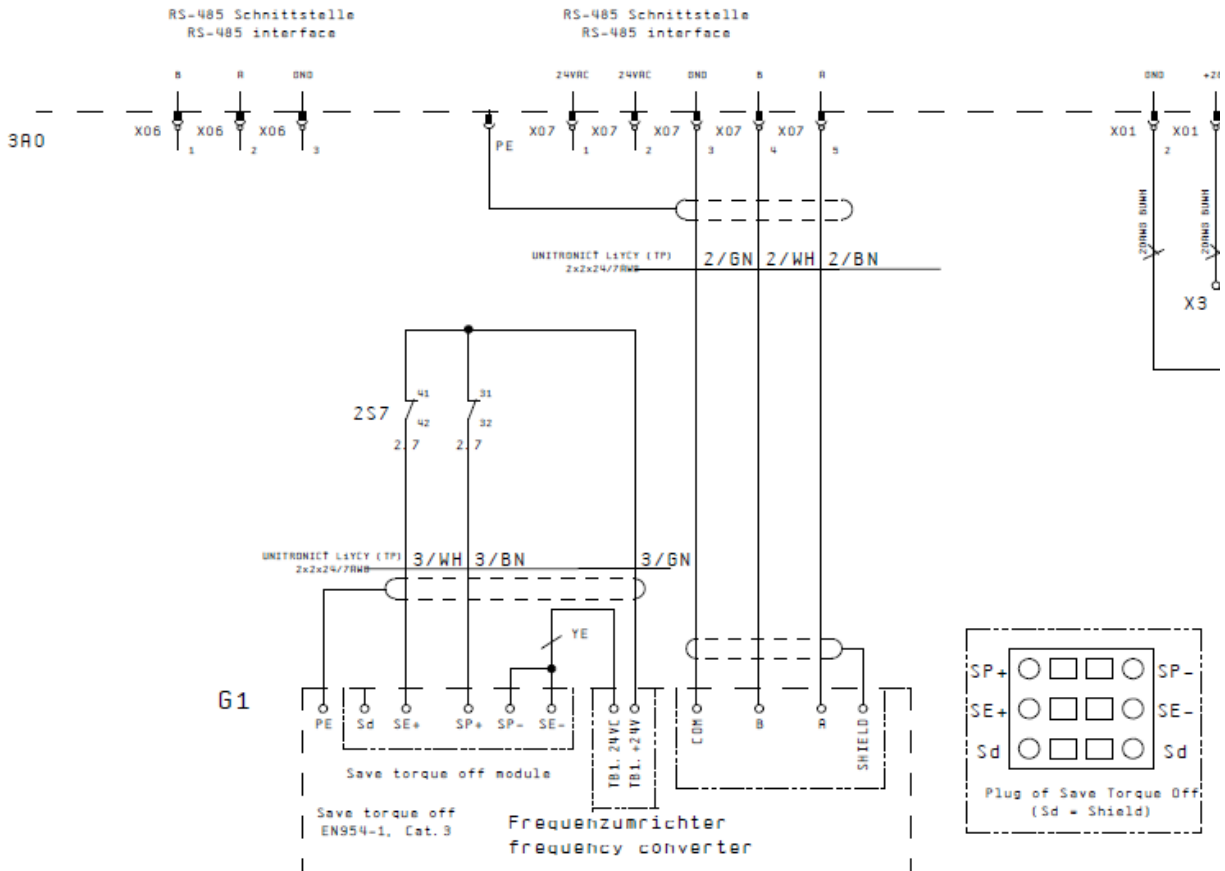 RS-485 Schnittstelle
RS-485 interface
RS-485 Schnittstelle
RS-485 interface
B A GND
24VAC 24VAC GND B A
GND +20
3A0
X06 X06 X06
1 2 3
PE
X07 X07 X07 X07 X07
1 2 3 4 5
X01 X01
2
20AWG BUWH
20AWG BUWH
X3
UNITRONIC† LiYCY (TP)
2x2x24/7AWG
2/GN 2/WH 2/BN
2S7
41 31
42 32
2.7 2.7
UNITRONIC† LiYCY (TP)
2x2x24/7AWG
3/WH 3/BN 3/GN
YE
G1
PE Sd SE+ SP+ SP- SE-
TB1. 24VC
TB1. +24V
COM
B
A
SHIELD
Save torque off module
Save torque off
EN954-1, Cat.3
Frequenzumrichter
frequency converter
SP+ SP-
SE+ SE-
Sd Sd
Plug of Save Torque Off
(Sd = Shield)